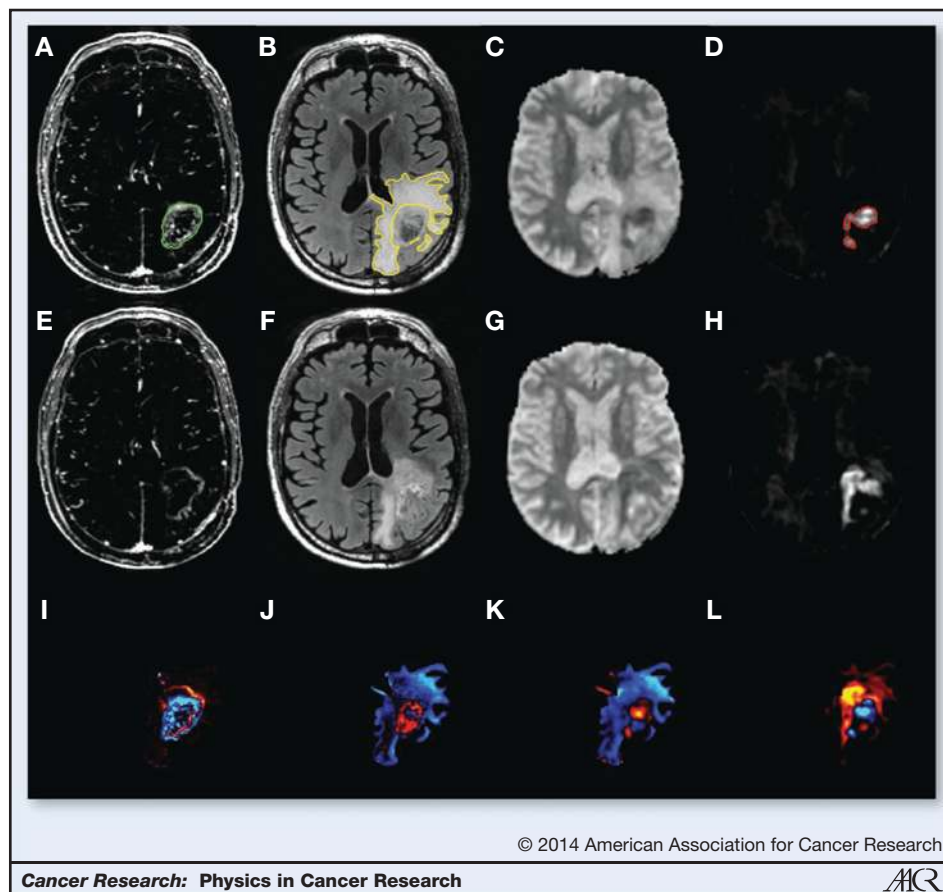 A B C D
E F G H
I J K L
© 2014 American Association for Cancer Research
Cancer Research: Physics in Cancer Research
AACR